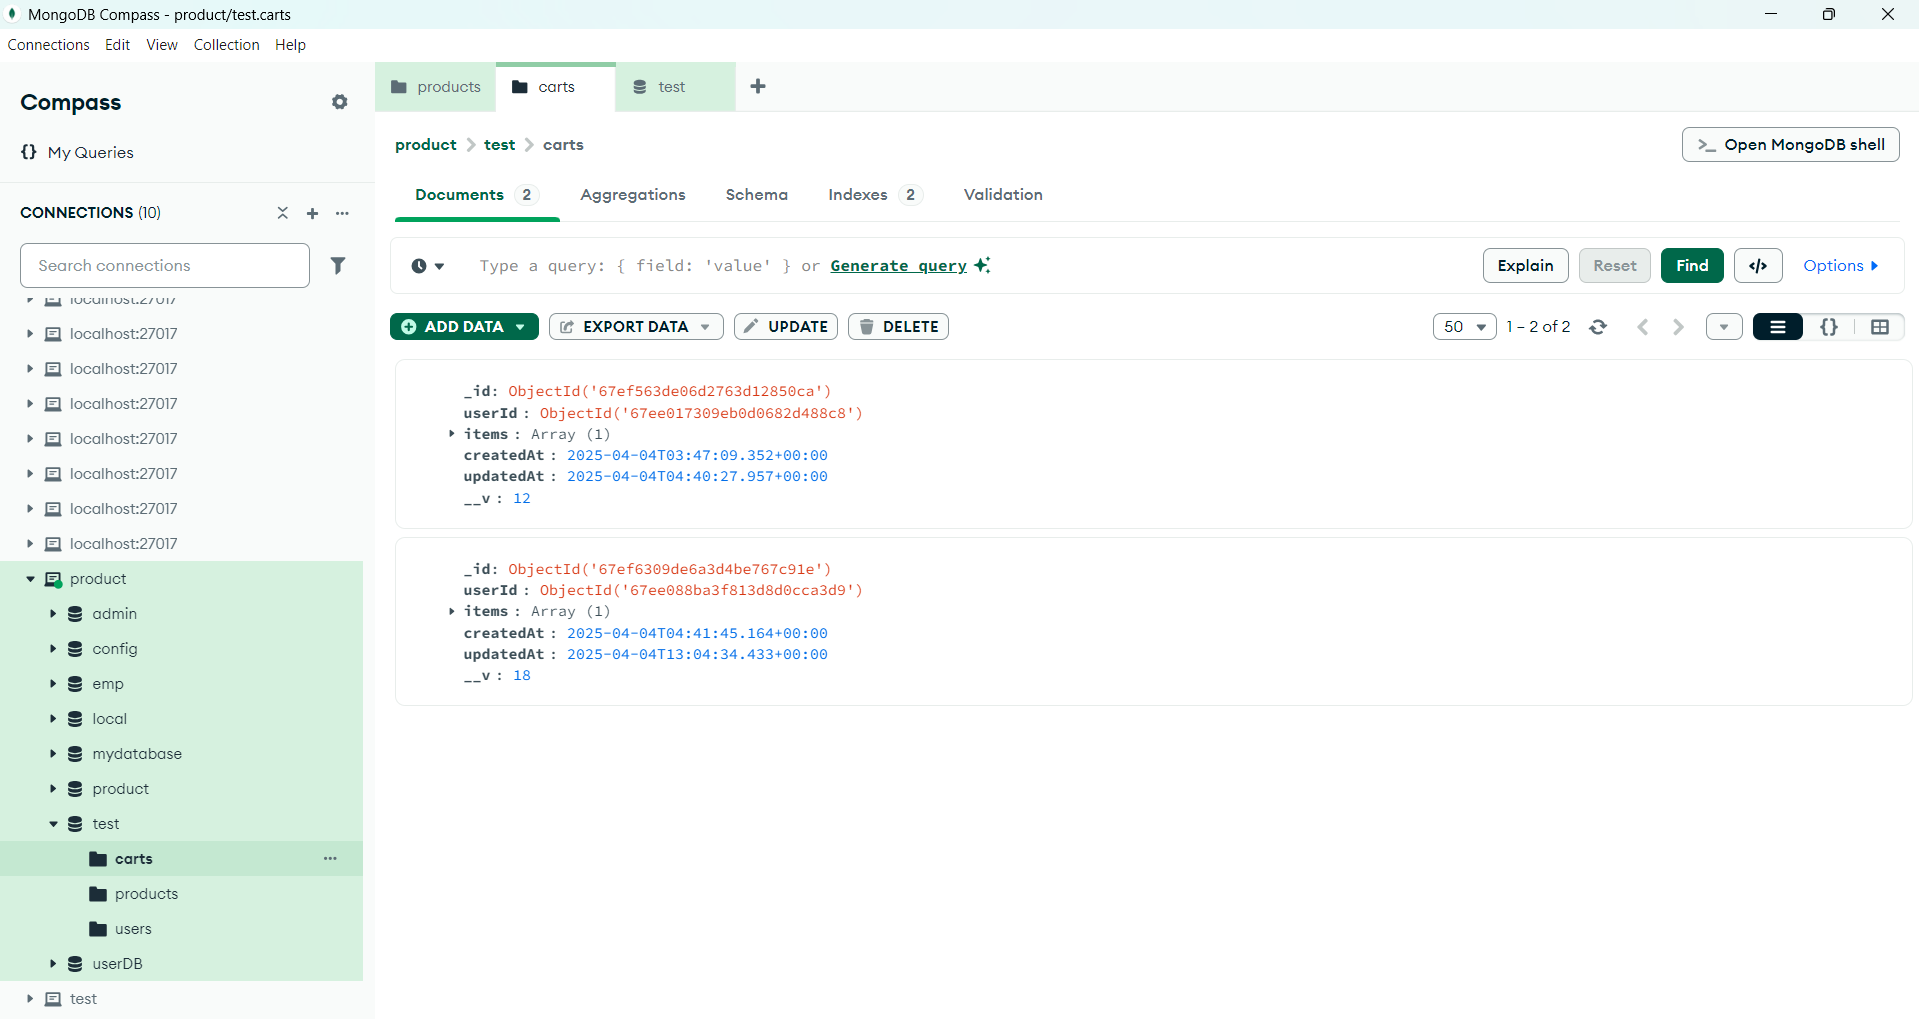 MongoDB Compass - product/test.carts
Connections Edit View Collection Help
Compass
My Queries
CONNECTIONS (10)
Search connections
localhost:27017
localhost:27017
localhost:27017
localhost:27017
localhost:27017
localhost:27017
localhost:27017
localhost:27017
product
admin
config
emp
local
mydatabase
product
test
carts
products
users
userDB
test
products carts test
product > test > carts
>_ Open MongoDB shell
Documents 2 Aggregations Schema Indexes 2 Validation
Type a query: { field: 'value' } or Generate query
Explain Reset Find </> Options
ADD DATA EXPORT DATA UPDATE DELETE
50 1 – 2 of 2 {}
_id: ObjectId('67ef563de06d2763d12850ca')
userId : ObjectId('67ee017309eb0d0682d488c8')
items : Array (1)
createdAt : 2025-04-04T03:47:09.352+00:00
updatedAt : 2025-04-04T04:40:27.957+00:00
__v : 12
_id: ObjectId('67ef6309de6a3d4be767c91e')
userId : ObjectId('67ee088ba3f813d8d0cca3d9')
items : Array (1)
createdAt : 2025-04-04T04:41:45.164+00:00
updatedAt : 2025-04-04T13:04:34.433+00:00
__v : 18